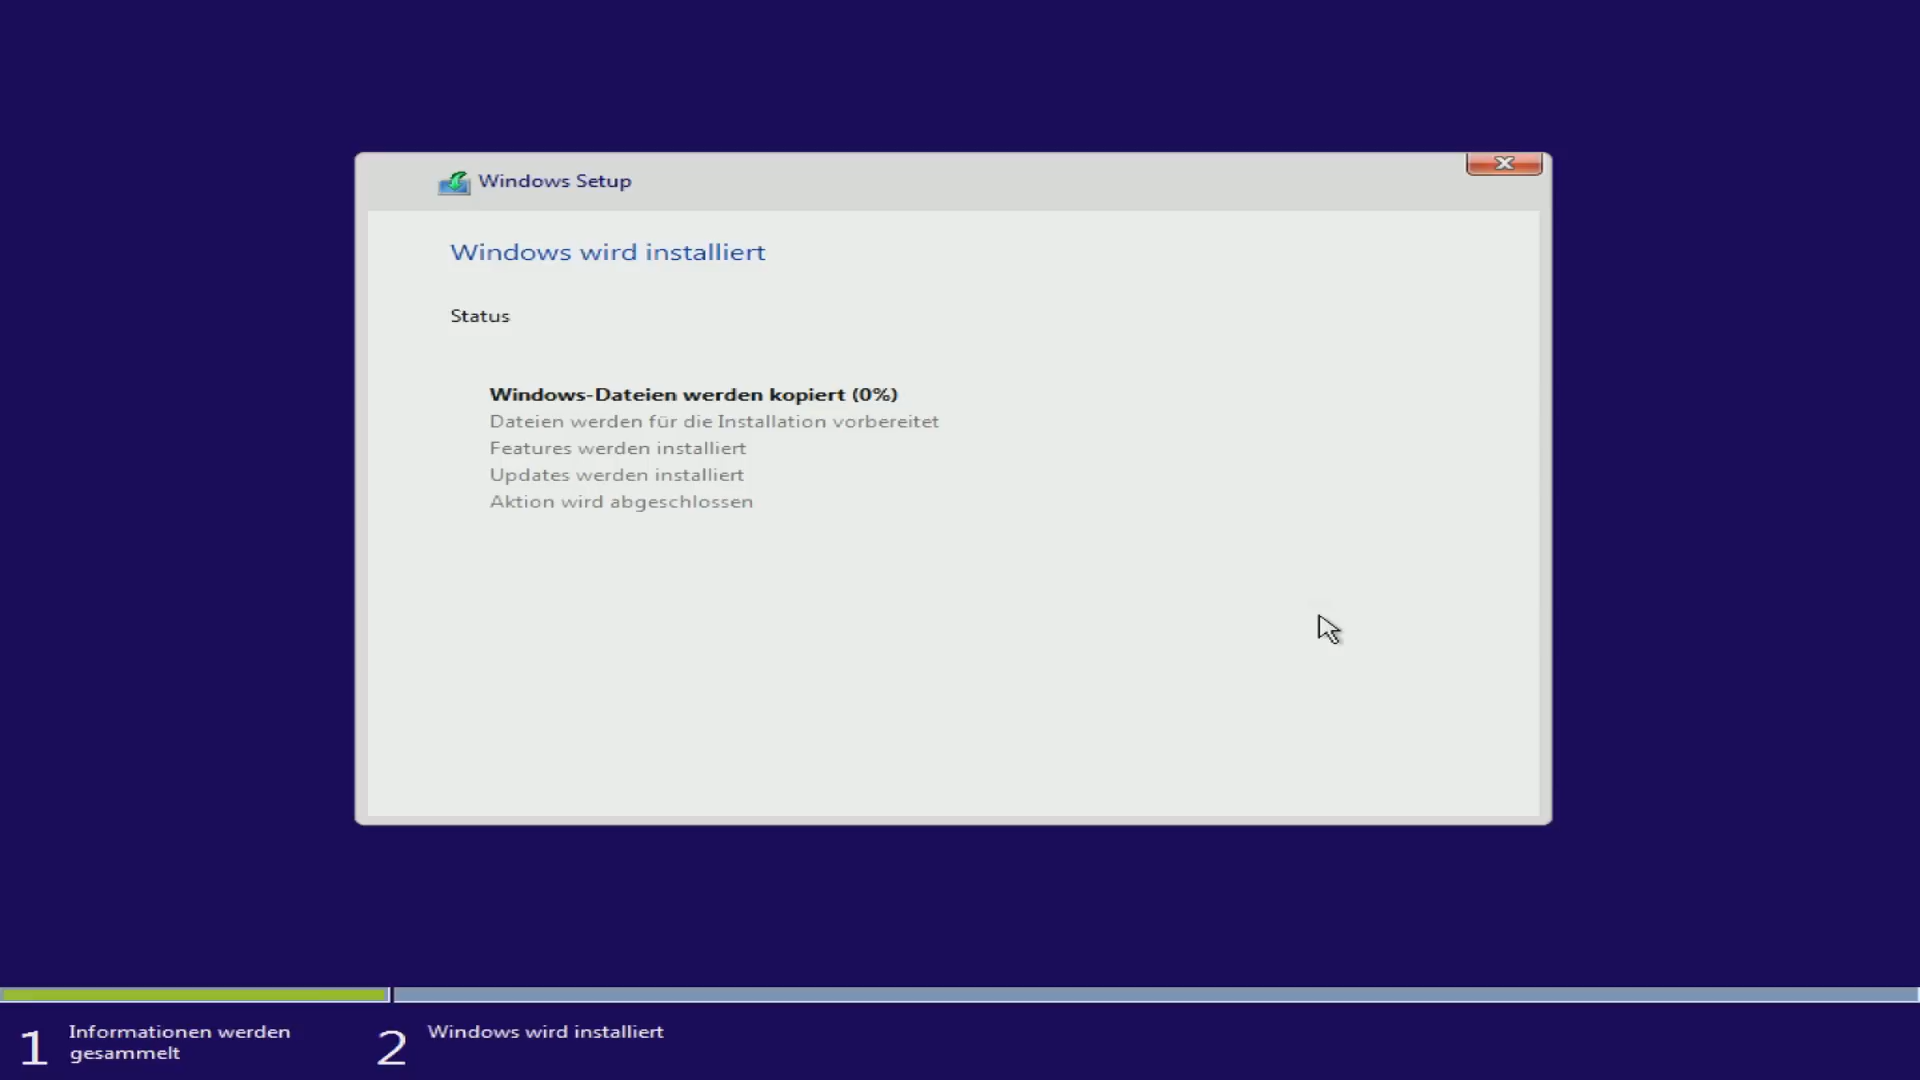 Windows Setup
Windows wird installiert
Status
Windows-Dateien werden kopiert (0%)
Dateien werden für die Installation vorbereitet
Features werden installiert
Updates werden installiert
Aktion wird abgeschlossen
1 Informationen werden
gesammelt
2 Windows wird installiert